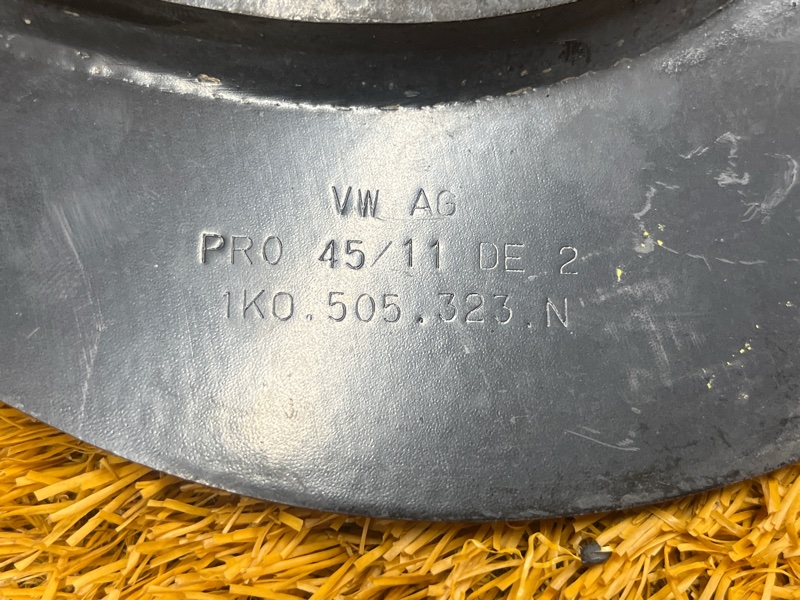 VW AG
PRO 45/11 DE 2
1K0.505.323.N